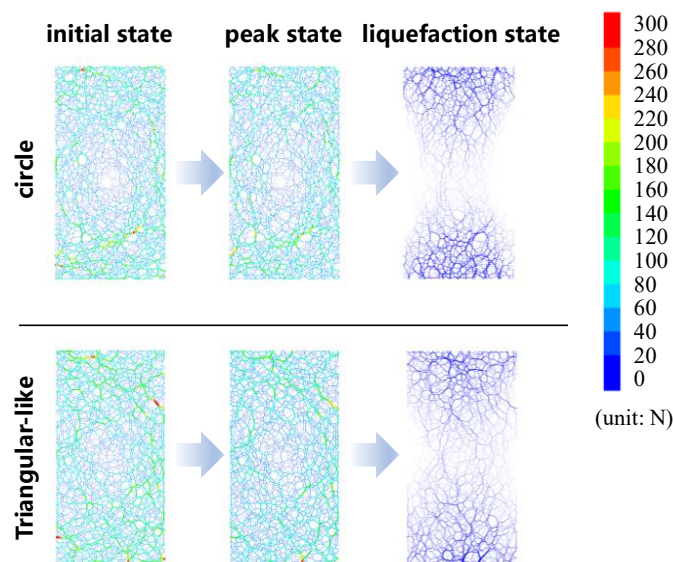 initial state
peak state
liquefaction state
circle
Triangular-like
300
280
260
240
220
200
180
160
140
120
100
80
60
40
20
0
(unit: N)